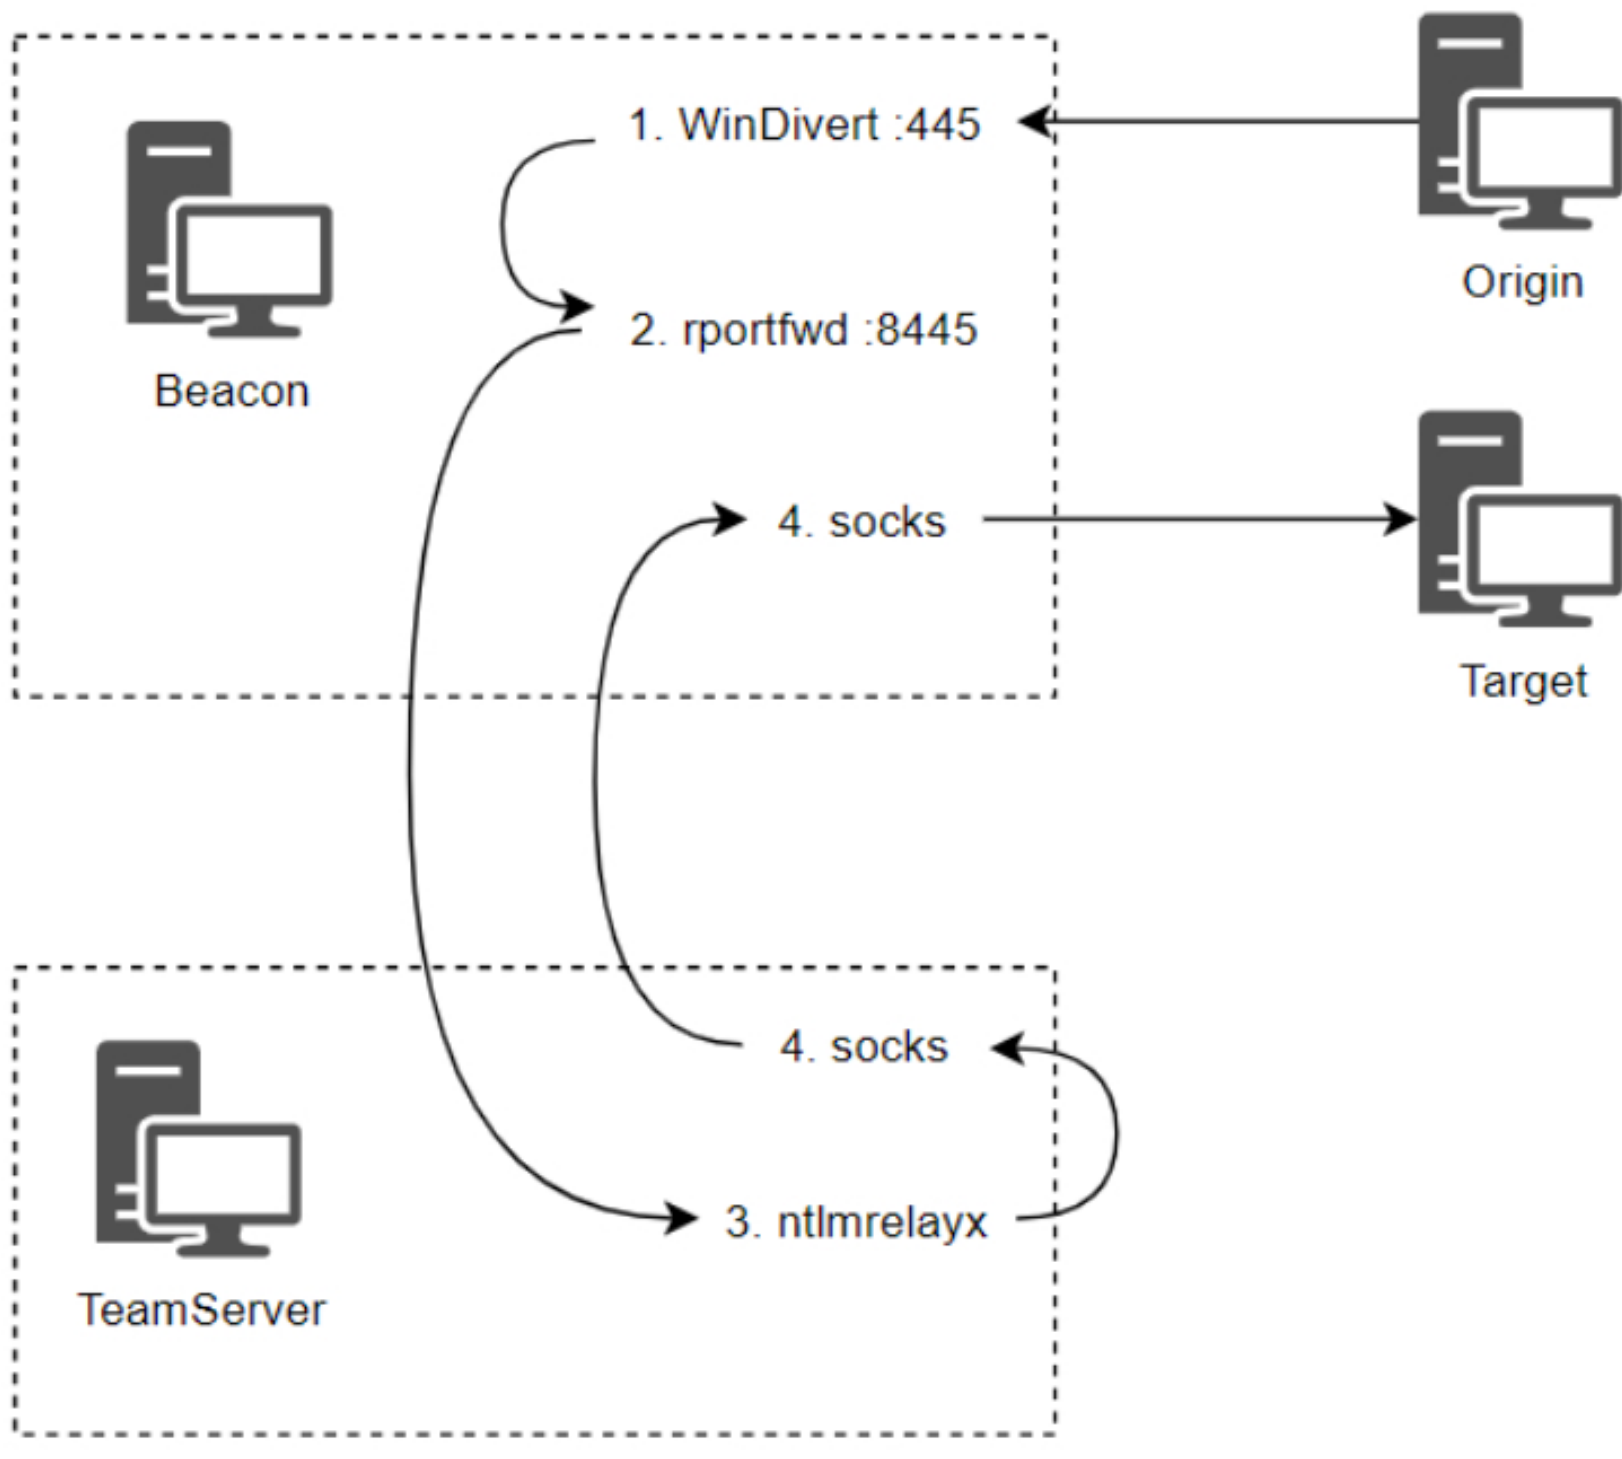 1. WinDivert :445
Origin
2. rportfwd :8445
Beacon
4. socks
Target
4. socks
3. ntlmrelayx
TeamServer